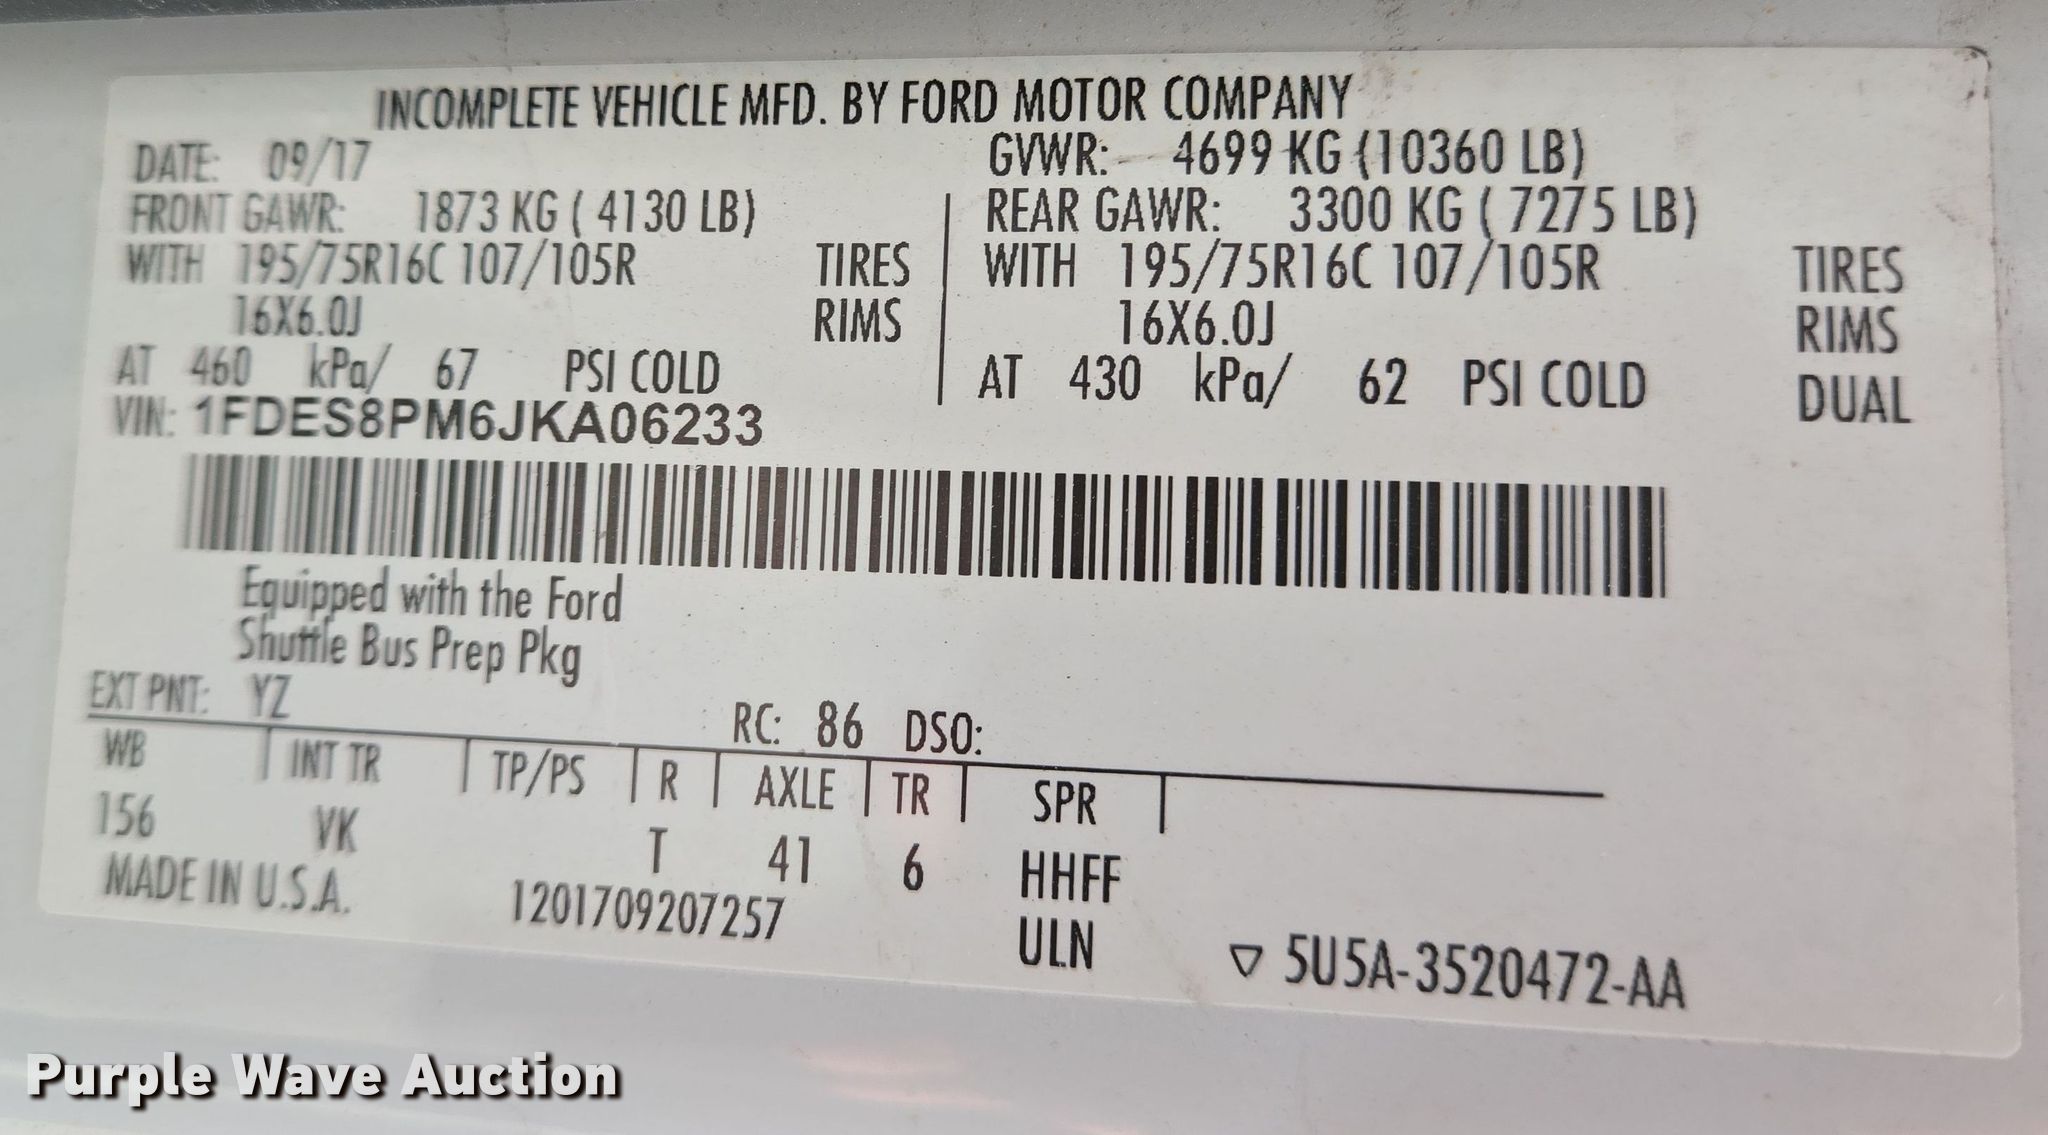 INCOMPLETE VEHICLE MFD. BY FORD MOTOR COMPANY
DATE: 09/17 GVWR: 4699 KG (10360 LB)
FRONT GAWR: 1873 KG ( 4130 LB) REAR GAWR: 3300 KG ( 7275 LB)
WITH 195/75R16C 107/105R TIRES WITH 195/75R16C 107/105R TIRES
16X6.0J RIMS 16X6.0J RIMS
AT 460 kPa/ 67 PSI COLD AT 430 kPa/ 62 PSI COLD DUAL
VIN: 1FDES8PM6JKA06233
Equipped with the Ford
Shuttle Bus Prep Pkg
EXT PNT: YZ RC: 86 DSO:
WB INT TR TP/PS R AXLE TR SPR
156 VK T 41 6 HHFF
MADE IN U.S.A. 1201709207257 ULN
▽ 5U5A-3520472-AA
Purple Wave Auction